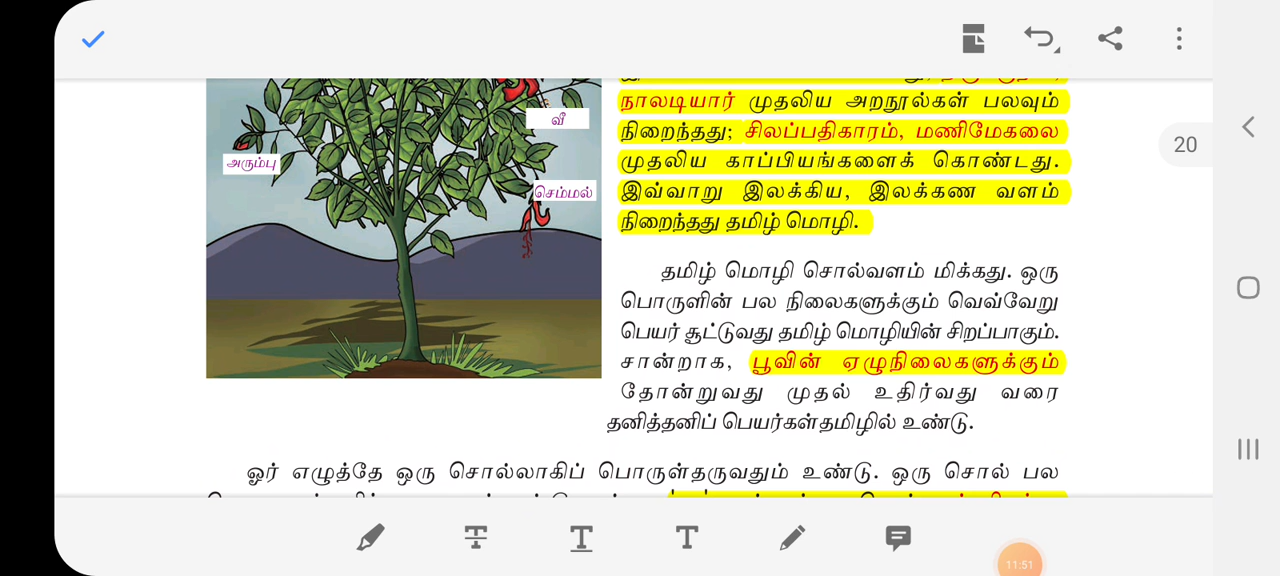 20
வீ
அரும்பு
செம்மல்
நாலடியார் முதலிய அறநூல்கள் பலவும்
நிறைந்தது; சிலப்பதிகாரம், மணிமேகலை
முதலிய காப்பியங்களைக் கொண்டது.
இவ்வாறு இலக்கிய, இலக்கண வளம்
நிறைந்தது தமிழ் மொழி.
தமிழ் மொழி சொல்வளம் மிக்கது. ஒரு
பொருளின் பல நிலைகளுக்கும் வெவ்வேறு
பெயர் சூட்டுவது தமிழ் மொழியின் சிறப்பாகும்.
சான்றாக, பூவின் ஏழுநிலைகளுக்கும்
தோன்றுவது முதல் உதிர்வது வரை
தனித்தனிப் பெயர்கள்தமிழில் உண்டு.
ஓர் எழுத்தே ஒரு சொல்லாகிப் பொருள்தருவதும் உண்டு. ஒரு சொல் பல
11:51